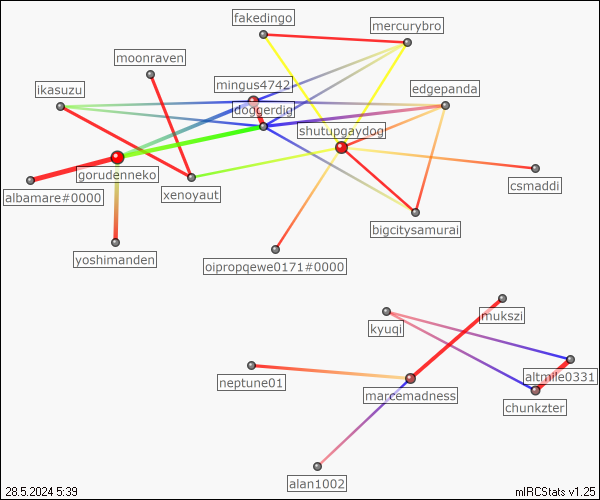 fakedingo
mercurybro
moonraven
mingus4742
ikasuzu
edgepanda
doggerdig
shutupgaydog
gorudenneko
csmaddi
albamare#0000
xenoyaut
bigcitysamurai
yoshimanden
oipropqewe0171#0000
mukszi
kyuqi
altmile0331
neptune01
marcemadness
chunkzter
alan1002
28.5.2024 5:39
mIRCStats v1.25